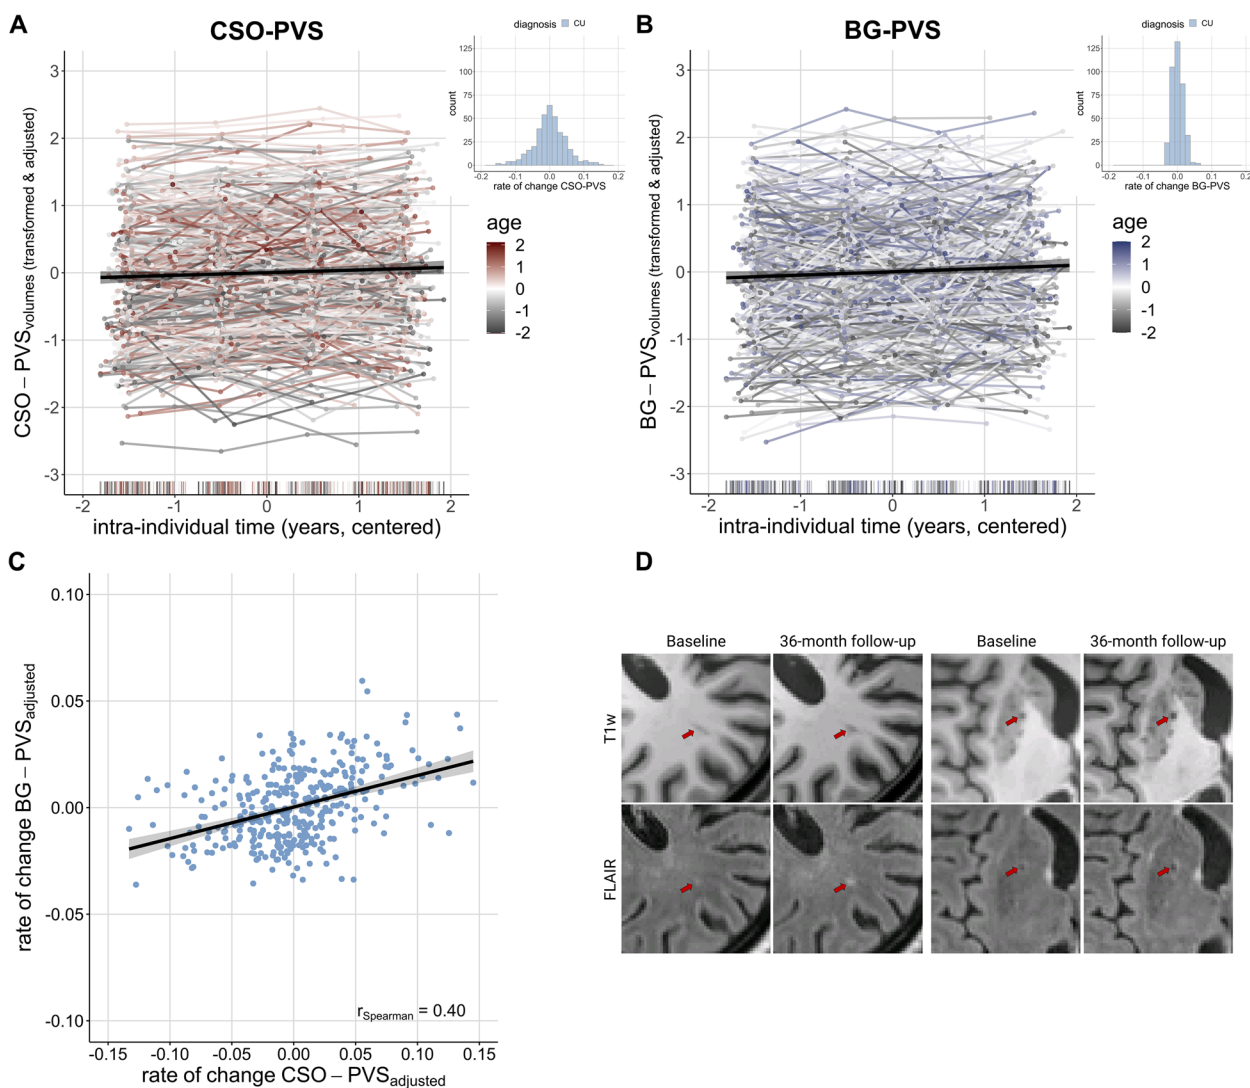 A
CSO-PVS
diagnosis CU
count
125
100
75
50
25
0
-0.2 -0.1 0.0 0.1 0.2
rate of change CSO-PVS
CSO – PVSvolumes (transformed & adjusted)
3
2
1
0
-1
-2
-3
-2 -1 0 1 2
intra-individual time (years, centered)
age
2
1
0
-1
-2
B
BG-PVS
diagnosis CU
count
125
100
75
50
25
0
-0.2 -0.1 0.0 0.1 0.2
rate of change BG-PVS
BG – PVSvolumes (transformed & adjusted)
3
2
1
0
-1
-2
-3
-2 -1 0 1 2
intra-individual time (years, centered)
age
2
1
0
-1
-2
C
rate of change BG – PVSadjusted
0.10
0.05
0.00
-0.05
-0.10
rSpearman = 0.40
-0.15 -0.10 -0.05 0.00 0.05 0.10 0.15
rate of change CSO – PVSadjusted
D
Baseline 36-month follow-up Baseline 36-month follow-up
T1w
FLAIR